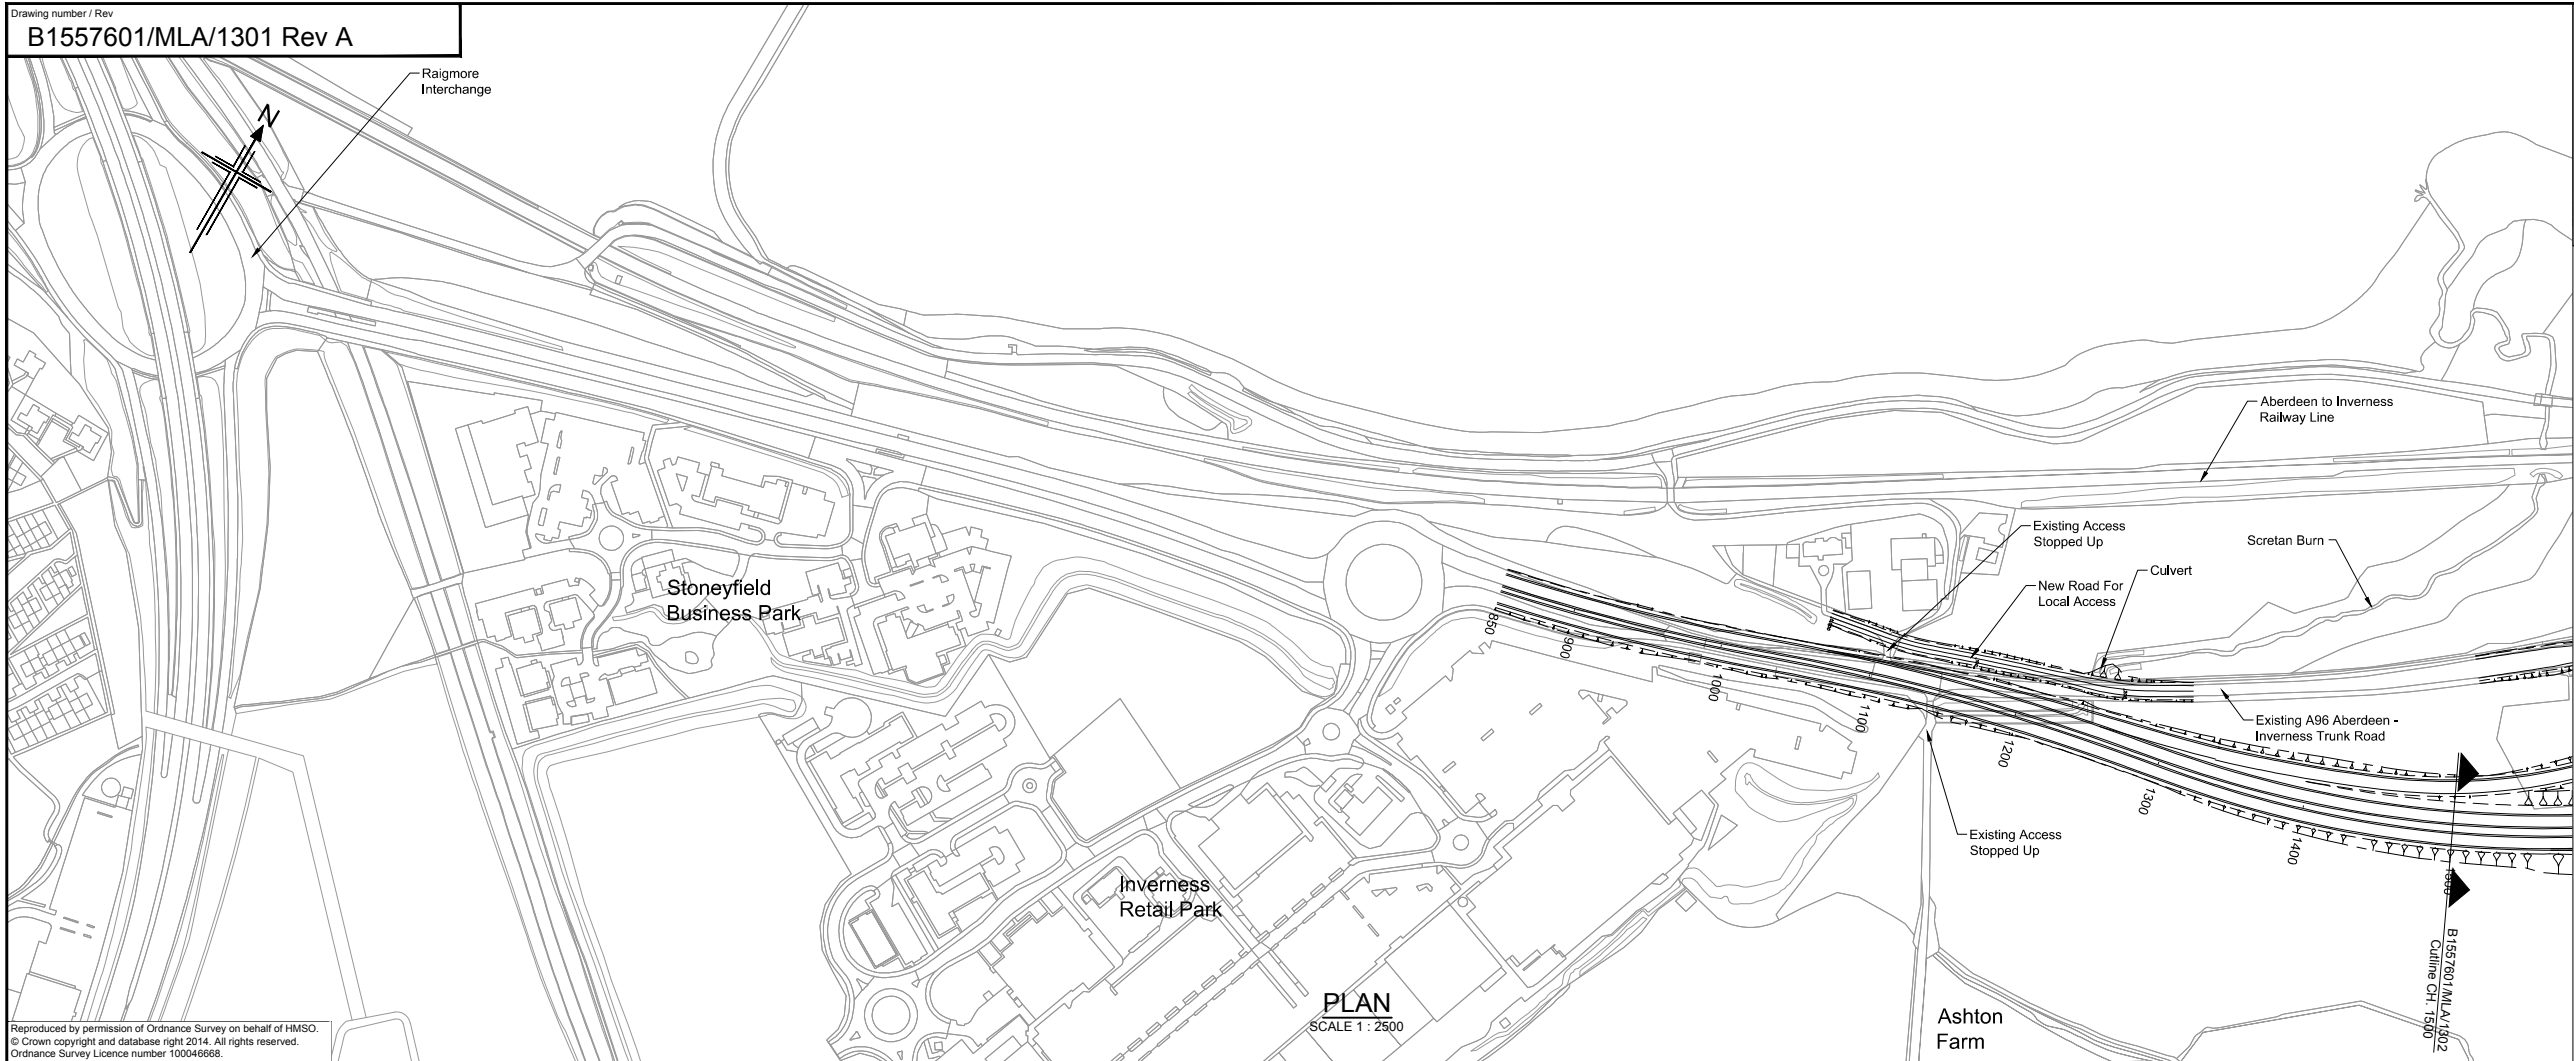 Drawing number / Rev
B1557601/MLA/1301 Rev A
Raigmore
Interchange
N
Aberdeen to Inverness
Railway Line
Existing Access
Stopped Up
Scretan Burn
Culvert
New Road For
Local Access
Stoneyfield
Business Park
850
900
1000
1100
1200
1300
1400
1500
Existing A96 Aberdeen -
Inverness Trunk Road
Existing Access
Stopped Up
Inverness
Retail Park
B1557601/MLA/1302
Cutline CH. 1500
PLAN
SCALE 1 : 2500
Ashton
Farm
Reproduced by permission of Ordnance Survey on behalf of HMSO.
© Crown copyright and database right 2014. All rights reserved.
Ordnance Survey Licence number 100046668.